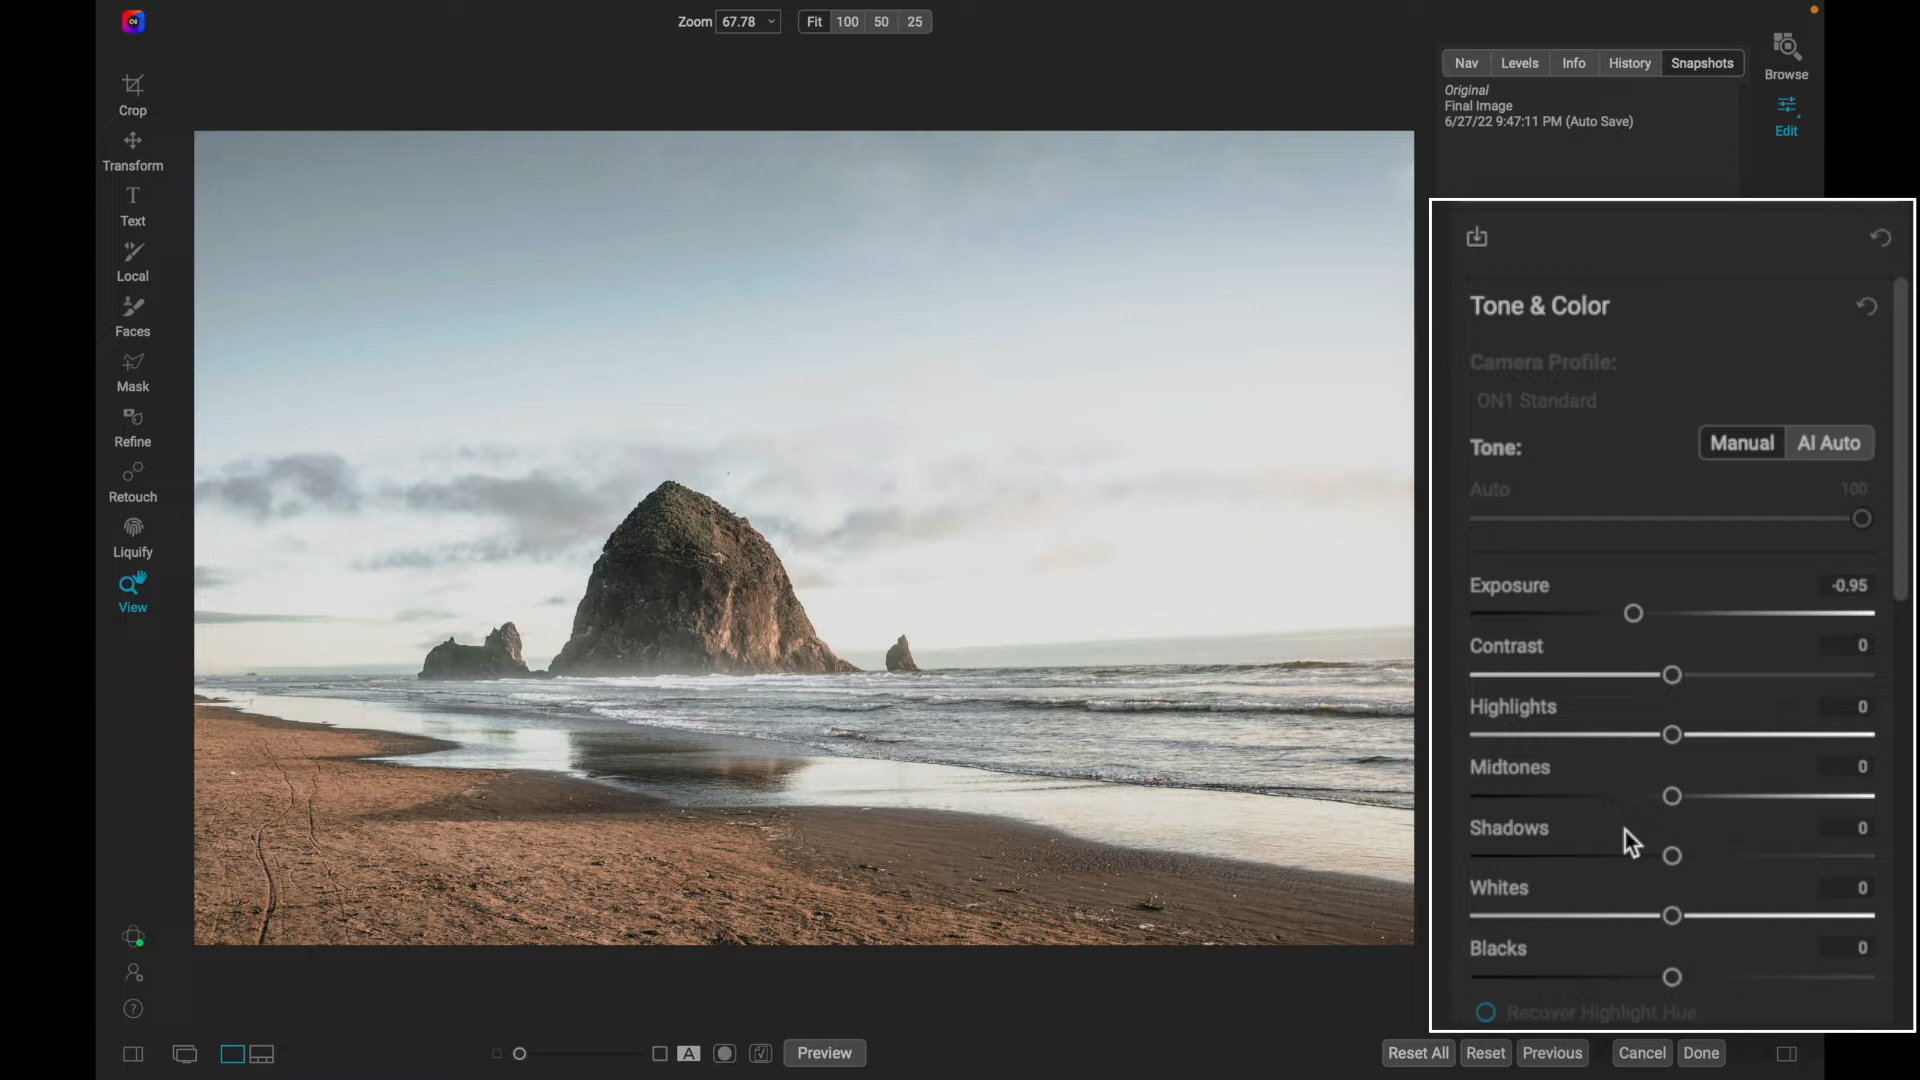 Zoom 67.78 Fit 100 50 25
Crop
Transform
Text
Local
Faces
Mask
Refine
Retouch
Liquify
View
Nav Levels Info History Snapshots
Original
Final Image
6/27/22 9:47:11 PM (Auto Save)
Browse
Edit
Tone & Color
Camera Profile:
ON1 Standard
Tone: Manual AI Auto
Auto 100
Exposure -0.95
Contrast 0
Highlights 0
Midtones 0
Shadows 0
Whites 0
Blacks 0
Recover Highlight Hue
A Preview
Reset All Reset Previous Cancel Done